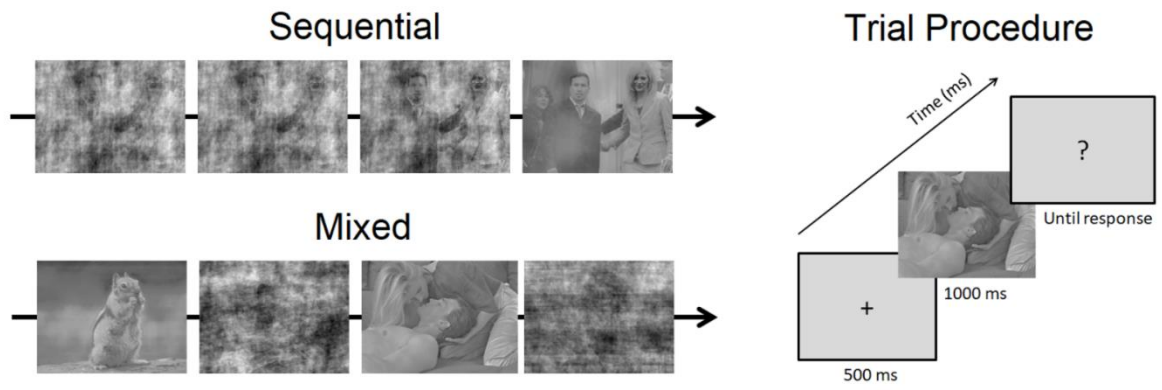 Sequential
Mixed
Trial Procedure
Time (ms)
?
Until response
1000 ms
+
500 ms